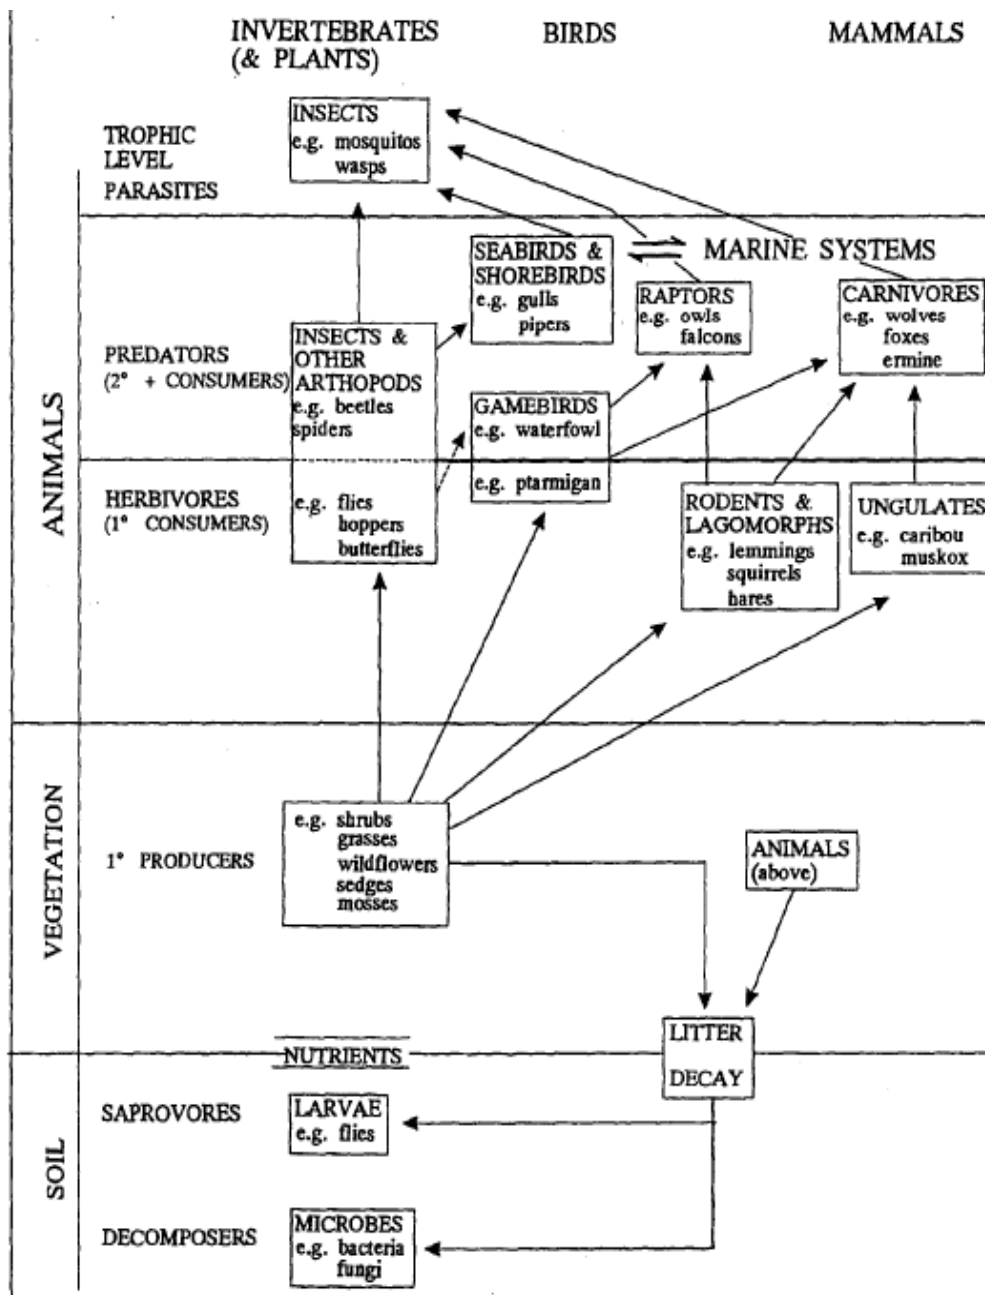 INVERTEBRATES
(& PLANTS)
BIRDS
MAMMALS
TROPHIC
LEVEL
PARASITES
INSECTS
e.g. mosquitos
wasps
SEABIRDS &
SHOREBIRDS
e.g. gulls
pipers
MARINE SYSTEMS
RAPTORS
e.g. owls
falcons
CARNIVORES
e.g. wolves
foxes
ermine
PREDATORS
(2° + CONSUMERS)
INSECTS &
OTHER
ARTHOPODS
e.g. beetles
spiders
GAMEBIRDS
e.g. waterfowl
ANIMALS
HERBIVORES
(1° CONSUMERS)
e.g. flies
hoppers
butterflies
e.g. ptarmigan
RODENTS &
LAGOMORPHS
e.g. lemmings
squirrels
hares
UNGULATES
e.g. caribou
muskox
VEGETATION
1° PRODUCERS
e.g. shrubs
grasses
wildflowers
sedges
mosses
ANIMALS
(above)
LITTER
DECAY
NUTRIENTS
SOIL
SAPROVORES
LARVAE
e.g. flies
DECOMPOSERS
MICROBES
e.g. bacteria
fungi